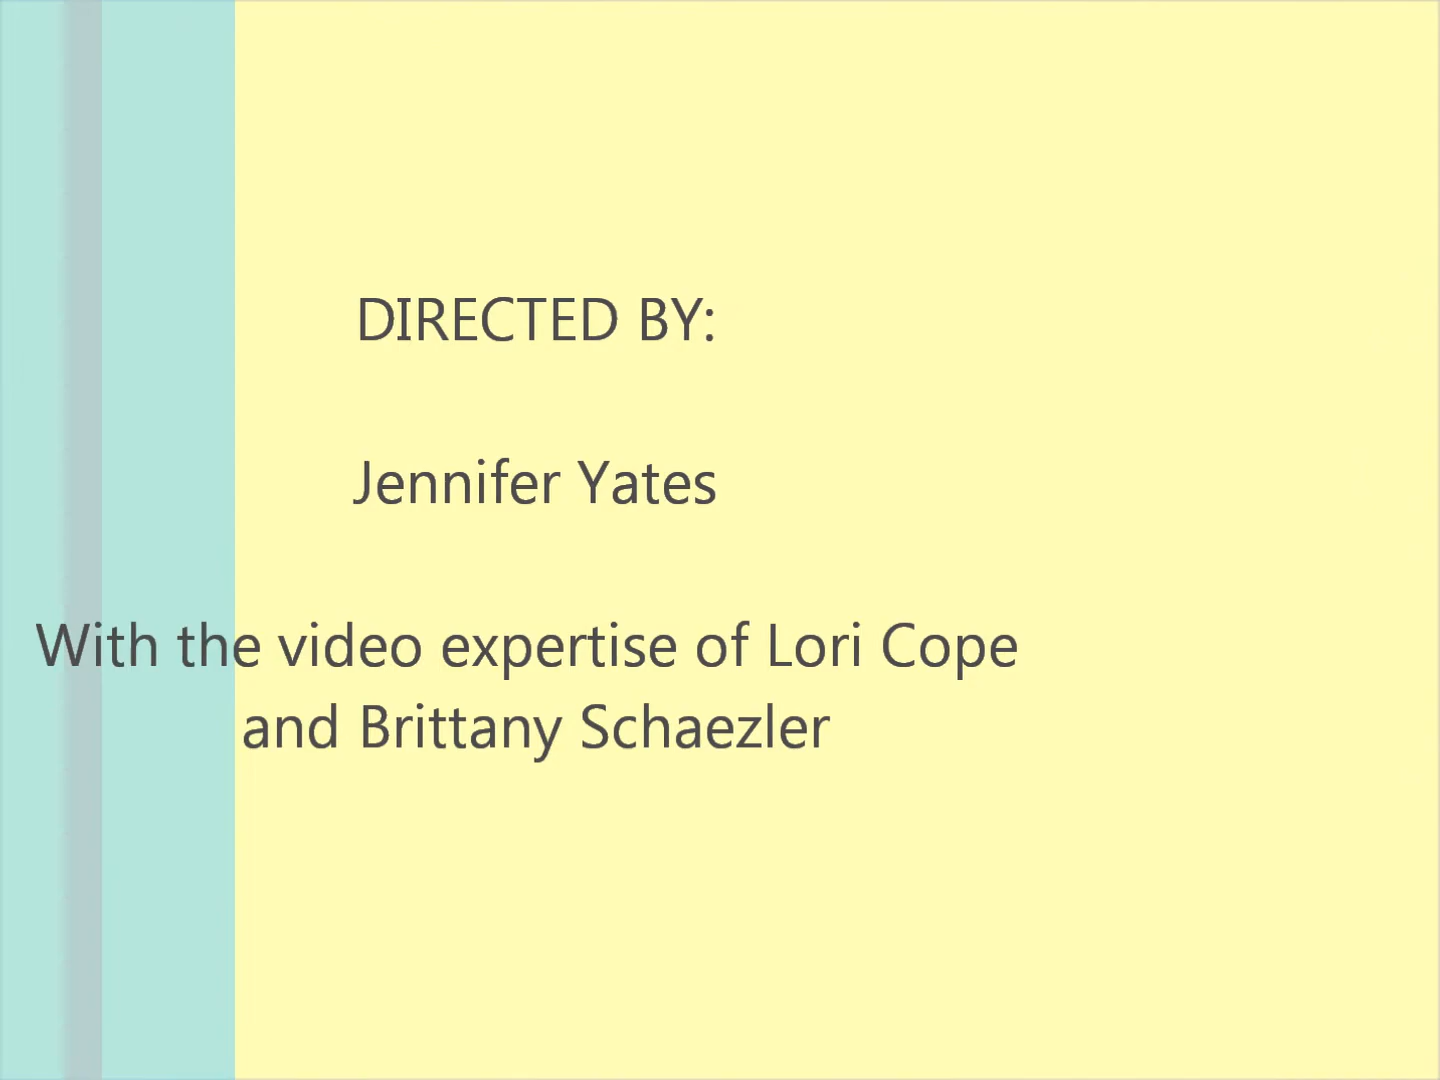 DIRECTED BY:
Jennifer Yates
With the video expertise of Lori Cope
and Brittany Schaezler